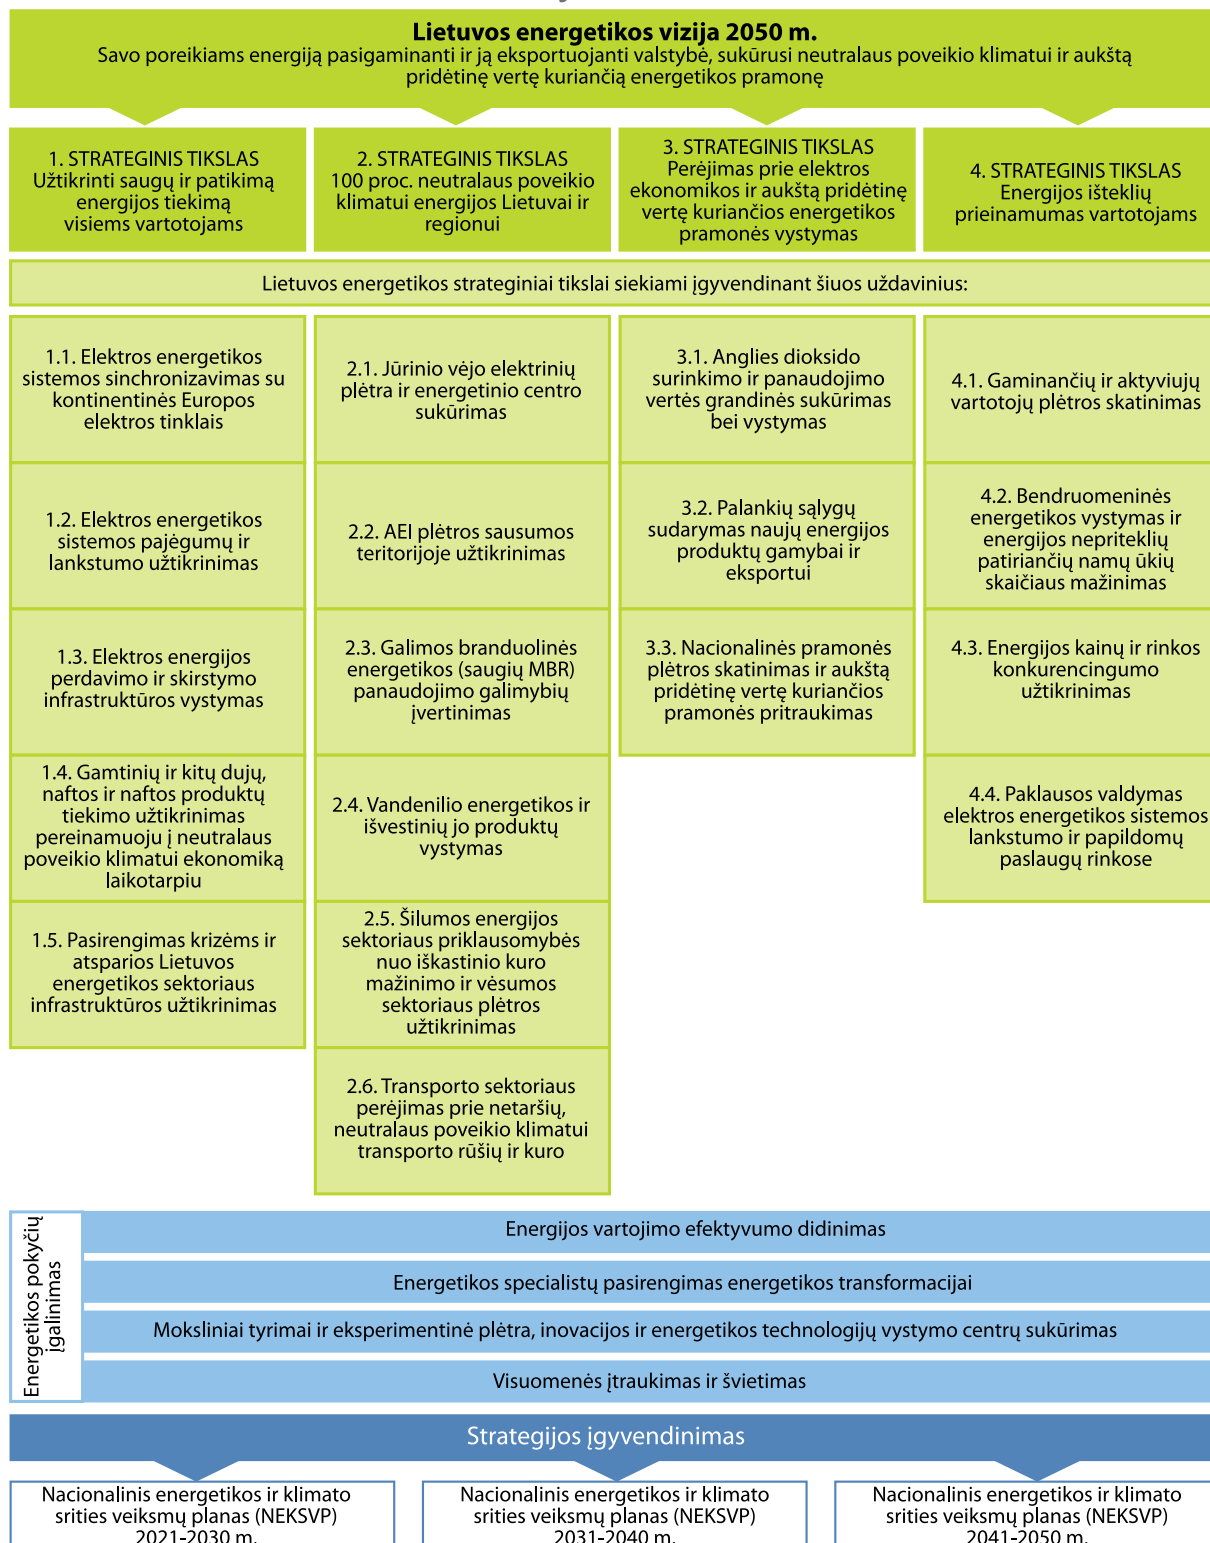 Lietuvos energetikos vizija 2050 m.
Savo poreikiams energiją pasigaminanti ir ją eksportuojanti valstybė, sukūrusi neutralaus poveikio klimatui ir aukštą
pridėtinę vertę kuriančią energetikos pramonę
1. STRATEGINIS TIKSLAS
Užtikrinti saugų ir patikimą
energijos tiekimą
visiems vartotojams
2. STRATEGINIS TIKSLAS
100 proc. neutralaus poveikio
klimatui energijos Lietuvai ir
regionui
3. STRATEGINIS TIKSLAS
Perėjimas prie elektros
ekonomikos ir aukštą pridėtinę
vertę kuriančios energetikos
pramonės vystymas
4. STRATEGINIS TIKSLAS
Energijos išteklių
prieinamumas vartotojams
Lietuvos energetikos strateginiai tikslai siekiami įgyvendinant šiuos uždavinius:
1.1. Elektros energetikos
sistemos sinchronizavimas su
kontinentinės Europos
elektros tinklais
1.2. Elektros energetikos
sistemos pajėgumų ir
lankstumo užtikrinimas
1.3. Elektros energijos
perdavimo ir skirstymo
infrastruktūros vystymas
1.4. Gamtinių ir kitų dujų,
naftos ir naftos produktų
tiekimo užtikrinimas
pereinamuoju į neutralaus
poveikio klimatui ekonomiką
laikotarpiu
1.5. Pasirengimas krizėms ir
atsparios Lietuvos
energetikos sektoriaus
infrastruktūros užtikrinimas
2.1. Jūrinio vėjo elektrinių
plėtra ir energetinio centro
sukūrimas
2.2. AEI plėtros sausumos
teritorijoje užtikrinimas
2.3. Galimos branduolinės
energetikos (saugių MBR)
panaudojimo galimybių
įvertinimas
2.4. Vandenilio energetikos ir
išvestinių jo produktų
vystymas
2.5. Šilumos energijos
sektoriaus priklausomybės
nuo iškastinio kuro
mažinimo ir vėsumos
sektoriaus plėtros
užtikrinimas
2.6. Transporto sektoriaus
perėjimas prie netaršių,
neutralaus poveikio klimatui
transporto rūšių ir kuro
3.1. Anglies dioksido
surinkimo ir panaudojimo
vertės grandinės sukūrimas
bei vystymas
3.2. Palankių sąlygų
sudarymas naujų energijos
produktų gamybai ir
eksportui
3.3. Nacionalinės pramonės
plėtros skatinimas ir aukštą
pridėtinę vertę kuriančios
pramonės pritraukimas
4.1. Gaminančių ir aktyviųjų
vartotojų plėtros skatinimas
4.2. Bendruomeninės
energetikos vystymas ir
energijos nepriteklių
patiriančių namų ūkių
skaičiaus mažinimas
4.3. Energijos kainų ir rinkos
konkurencingumo
užtikrinimas
4.4. Paklausos valdymas
elektros energetikos sistemos
lankstumo ir papildomų
paslaugų rinkose
Energetikos pokyčių
įgalinimas
Energijos vartojimo efektyvumo didinimas
Energetikos specialistų pasirengimas energetikos transformacijai
Moksliniai tyrimai ir eksperimentinė plėtra, inovacijos ir energetikos technologijų vystymo centrų sukūrimas
Visuomenės įtraukimas ir švietimas
Strategijos įgyvendinimas
Nacionalinis energetikos ir klimato
srities veiksmų planas (NEKSVP)
2021-2030 m.
Nacionalinis energetikos ir klimato
srities veiksmų planas (NEKSVP)
2031-2040 m.
Nacionalinis energetikos ir klimato
srities veiksmų planas (NEKSVP)
2041-2050 m.